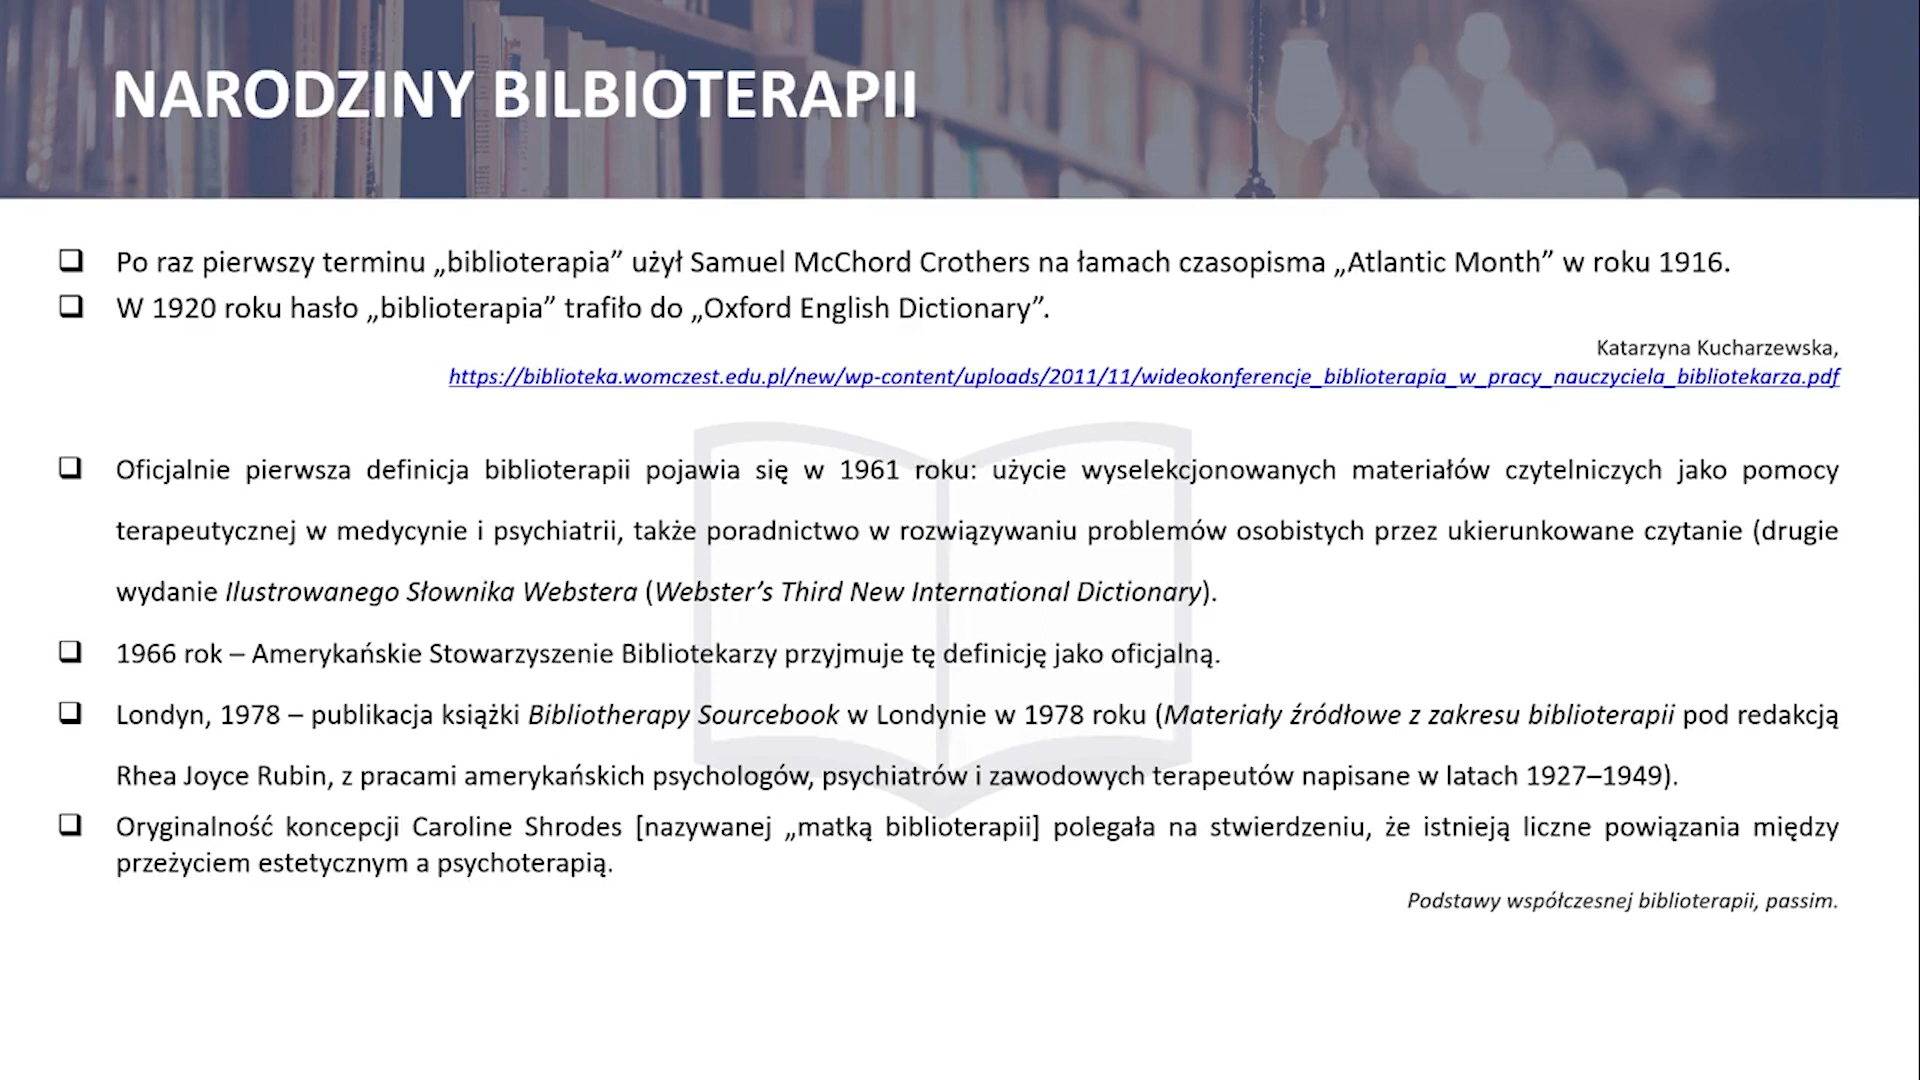 NARODZINY BILBIOTERAPII
❑ Po raz pierwszy terminu „biblioterapia” użył Samuel McChord Crothers na łamach czasopisma „Atlantic Month” w roku 1916.
❑ W 1920 roku hasło „biblioterapia” trafiło do „Oxford English Dictionary”.
Katarzyna Kucharzewska,
https://biblioteka.womczest.edu.pl/new/wp-content/uploads/2011/11/wideokonferencje_biblioterapia_w_pracy_nauczyciela_bibliotekarza.pdf
❑ Oficjalnie pierwsza definicja biblioterapii pojawia się w 1961 roku: użycie wyselekcjonowanych materiałów czytelniczych jako pomocy
terapeutycznej w medycynie i psychiatrii, także poradnictwo w rozwiązywaniu problemów osobistych przez ukierunkowane czytanie (drugie
wydanie Ilustrowanego Słownika Webstera (Webster’s Third New International Dictionary).
❑ 1966 rok – Amerykańskie Stowarzyszenie Bibliotekarzy przyjmuje tę definicję jako oficjalną.
❑ Londyn, 1978 – publikacja książki Bibliotherapy Sourcebook w Londynie w 1978 roku (Materiały źródłowe z zakresu biblioterapii pod redakcją
Rhea Joyce Rubin, z pracami amerykańskich psychologów, psychiatrów i zawodowych terapeutów napisane w latach 1927–1949).
❑ Oryginalność koncepcji Caroline Shrodes [nazywanej „matką biblioterapii] polegała na stwierdzeniu, że istnieją liczne powiązania między
przeżyciem estetycznym a psychoterapią.
Podstawy współczesnej biblioterapii, passim.